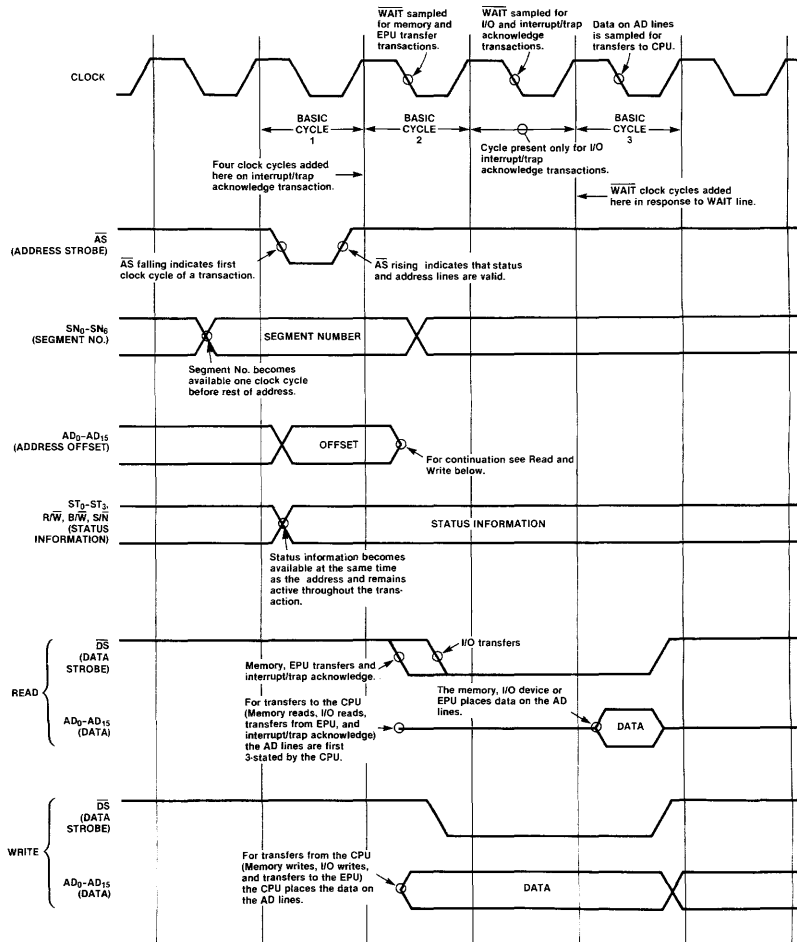 WAIT sampled
for memory and
EPU transfer
transactions.
WAIT sampled for
I/O and interrupt/trap
acknowledge
transactions.
Data on AD lines
is sampled for
transfers to CPU.
CLOCK
BASIC
CYCLE
1
BASIC
CYCLE
2
BASIC
CYCLE
3
Four clock cycles added
here on interrupt/trap
acknowledge transaction.
Cycle present only for I/O
interrupt/trap
acknowledge transactions.
WAIT clock cycles added
here in response to WAIT line.
AS
(ADDRESS STROBE)
AS falling indicates first
clock cycle of a transaction.
AS rising indicates that status
and address lines are valid.
SN0-SN6
(SEGMENT NO.)
SEGMENT NUMBER
Segment No. becomes
available one clock cycle
before rest of address.
AD0-AD15
(ADDRESS OFFSET)
OFFSET
For continuation see Read and
Write below.
ST0-ST3,
R/W, B/W, S/N
(STATUS
INFORMATION)
STATUS INFORMATION
Status information becomes
available at the same time
as the address and remains
active throughout the trans-
action.
READ
DS
(DATA
STROBE)
I/O transfers
Memory, EPU transfers and
interrupt/trap acknowledge.
The memory, I/O device or
EPU places data on the AD
lines.
AD0-AD15
(DATA)
For transfers to the CPU
(Memory reads, I/O reads,
transfers from EPU, and
interrupt/trap acknowledge)
the AD lines are first
3-stated by the CPU.
DATA
WRITE
DS
(DATA
STROBE)
AD0-AD15
(DATA)
For transfers from the CPU
(Memory writes, I/O writes,
and transfers to the EPU)
the CPU places the data on
the AD lines.
DATA